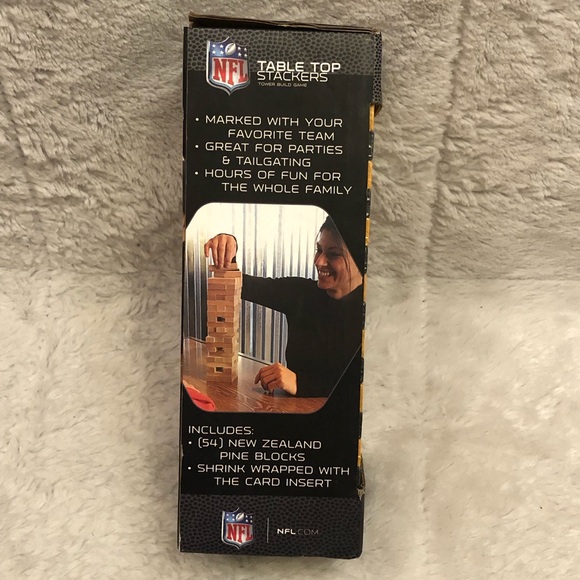 NFL
TABLE TOP
STACKERS
TOWER BUILD GAME
• MARKED WITH YOUR
FAVORITE TEAM
• GREAT FOR PARTIES
& TAILGATING
• HOURS OF FUN FOR
THE WHOLE FAMILY
INCLUDES:
• (54) NEW ZEALAND
PINE BLOCKS
• SHRINK WRAPPED WITH
THE CARD INSERT
NFL
NFL.COM